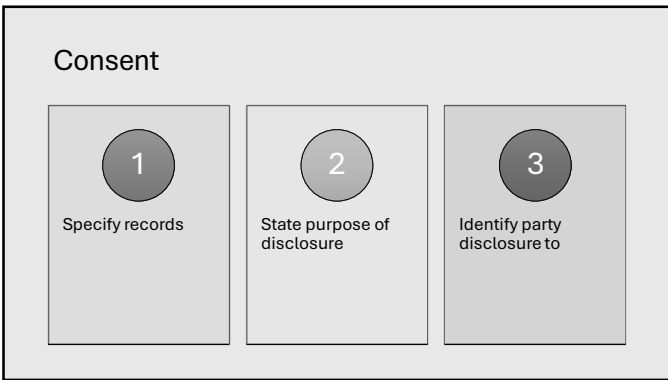 Consent
1
Specify records
2
State purpose of
disclosure
3
Identify party
disclosure to